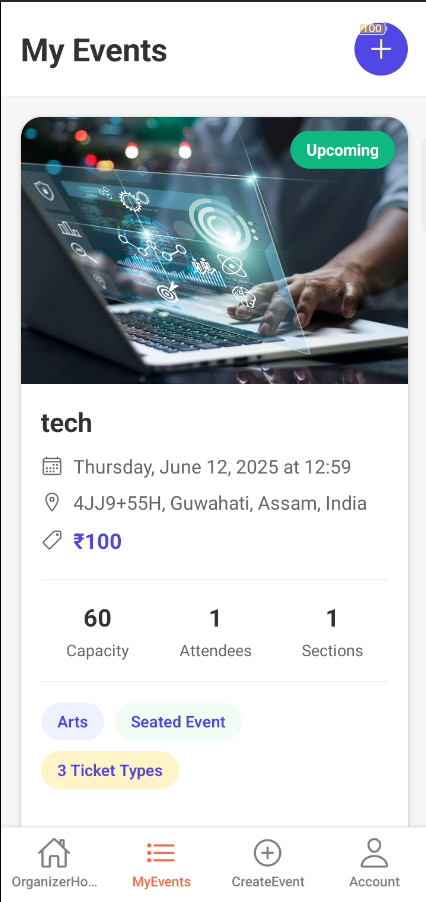 My Events
100
Upcoming
tech
Thursday, June 12, 2025 at 12:59
4JJ9+55H, Guwahati, Assam, India
₹100
60 1 1
Capacity Attendees Sections
Arts Seated Event
3 Ticket Types
OrganizerHo... MyEvents CreateEvent Account